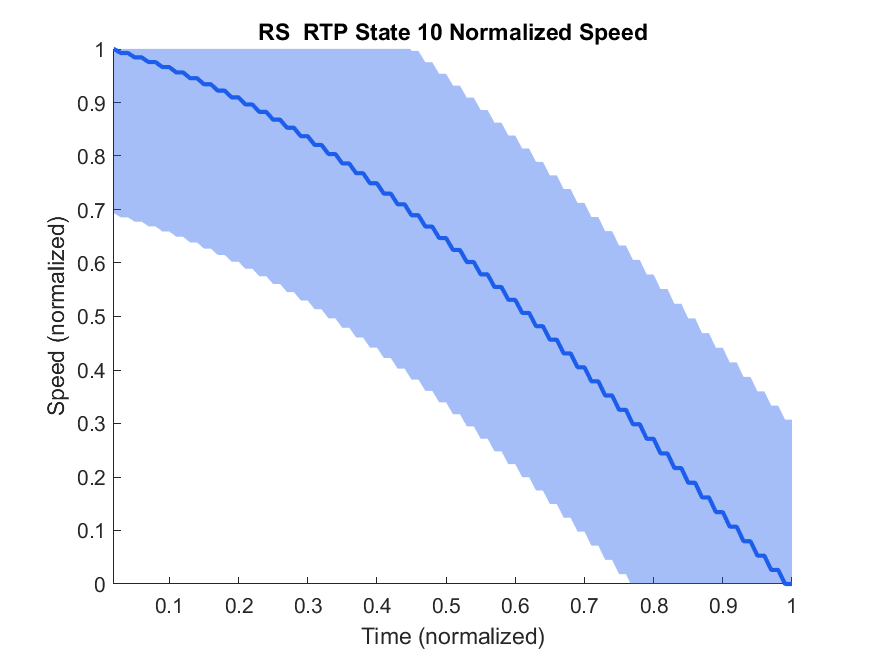 RS  RTP State 10 Normalized Speed
1
0.9
0.8
0.7
0.6
0.5
0.4
0.3
0.2
0.1
0
Speed (normalized)
0.1 0.2 0.3 0.4 0.5 0.6 0.7 0.8 0.9 1
Time (normalized)